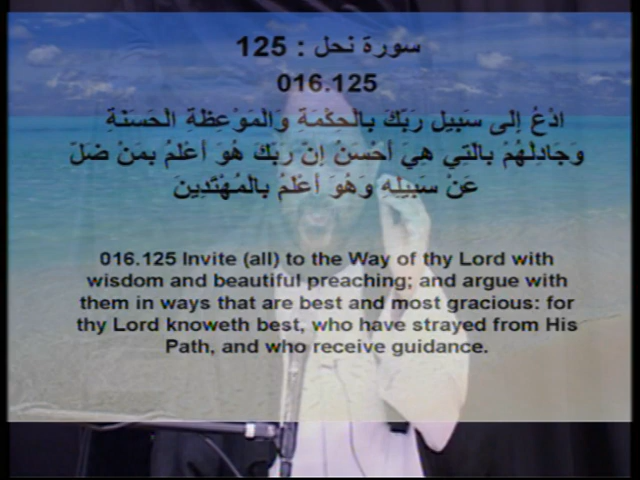 سورة نحل : 125
016.125
ادْعُ إِلَى سَبِيلِ رَبِّكَ بِالْحِكْمَةِ وَالْمَوْعِظَةِ الْحَسَنَةِ
وَجَادِلْهُمْ بِالَّتِي هِيَ أَحْسَنُ إِنَّ رَبَّكَ هُوَ أَعْلَمُ بِمَنْ ضَلَّ
عَنْ سَبِيلِهِ وَهُوَ أَعْلَمُ بِالْمُهْتَدِينَ
016.125 Invite (all) to the Way of thy Lord with
wisdom and beautiful preaching; and argue with
them in ways that are best and most gracious: for
thy Lord knoweth best, who have strayed from His
Path, and who receive guidance.